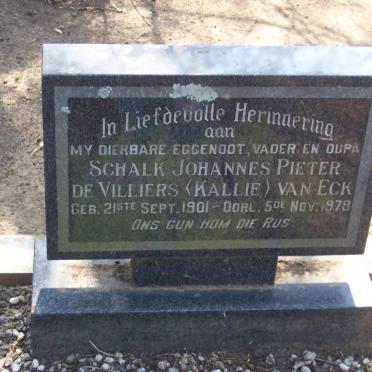 In Liefdevolle Herinnering
aan
MY DIERBARE EGGENOOT, VADER EN OUPA
SCHALK JOHANNES PIETER
DE VILLIERS (KALLIE) VAN ECK
GEB. 21STE SEPT. 1901 – OORL. 5DE NOV. 1978
ONS GUN HOM DIE RUS.